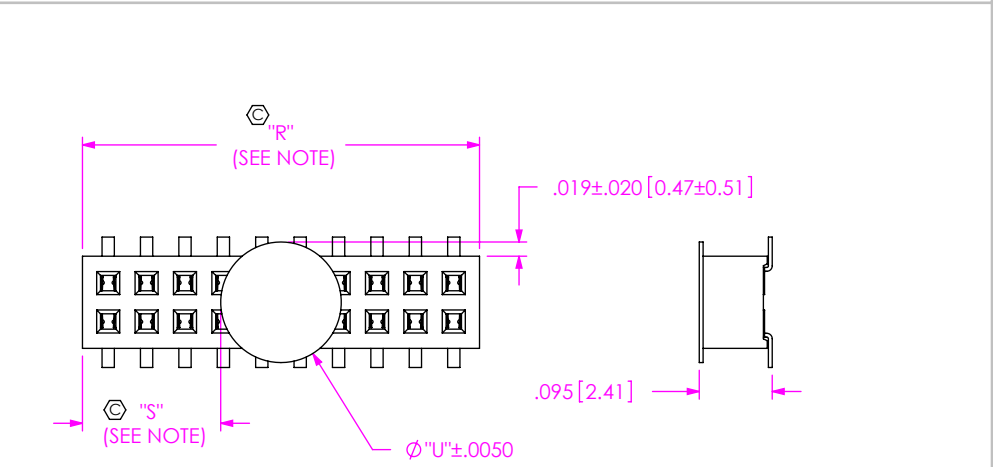 C
"R"
(SEE NOTE)
.019±.020 [0.47±0.51]
.095 [2.41]
C "S"
(SEE NOTE)
Ø"U"±.0050